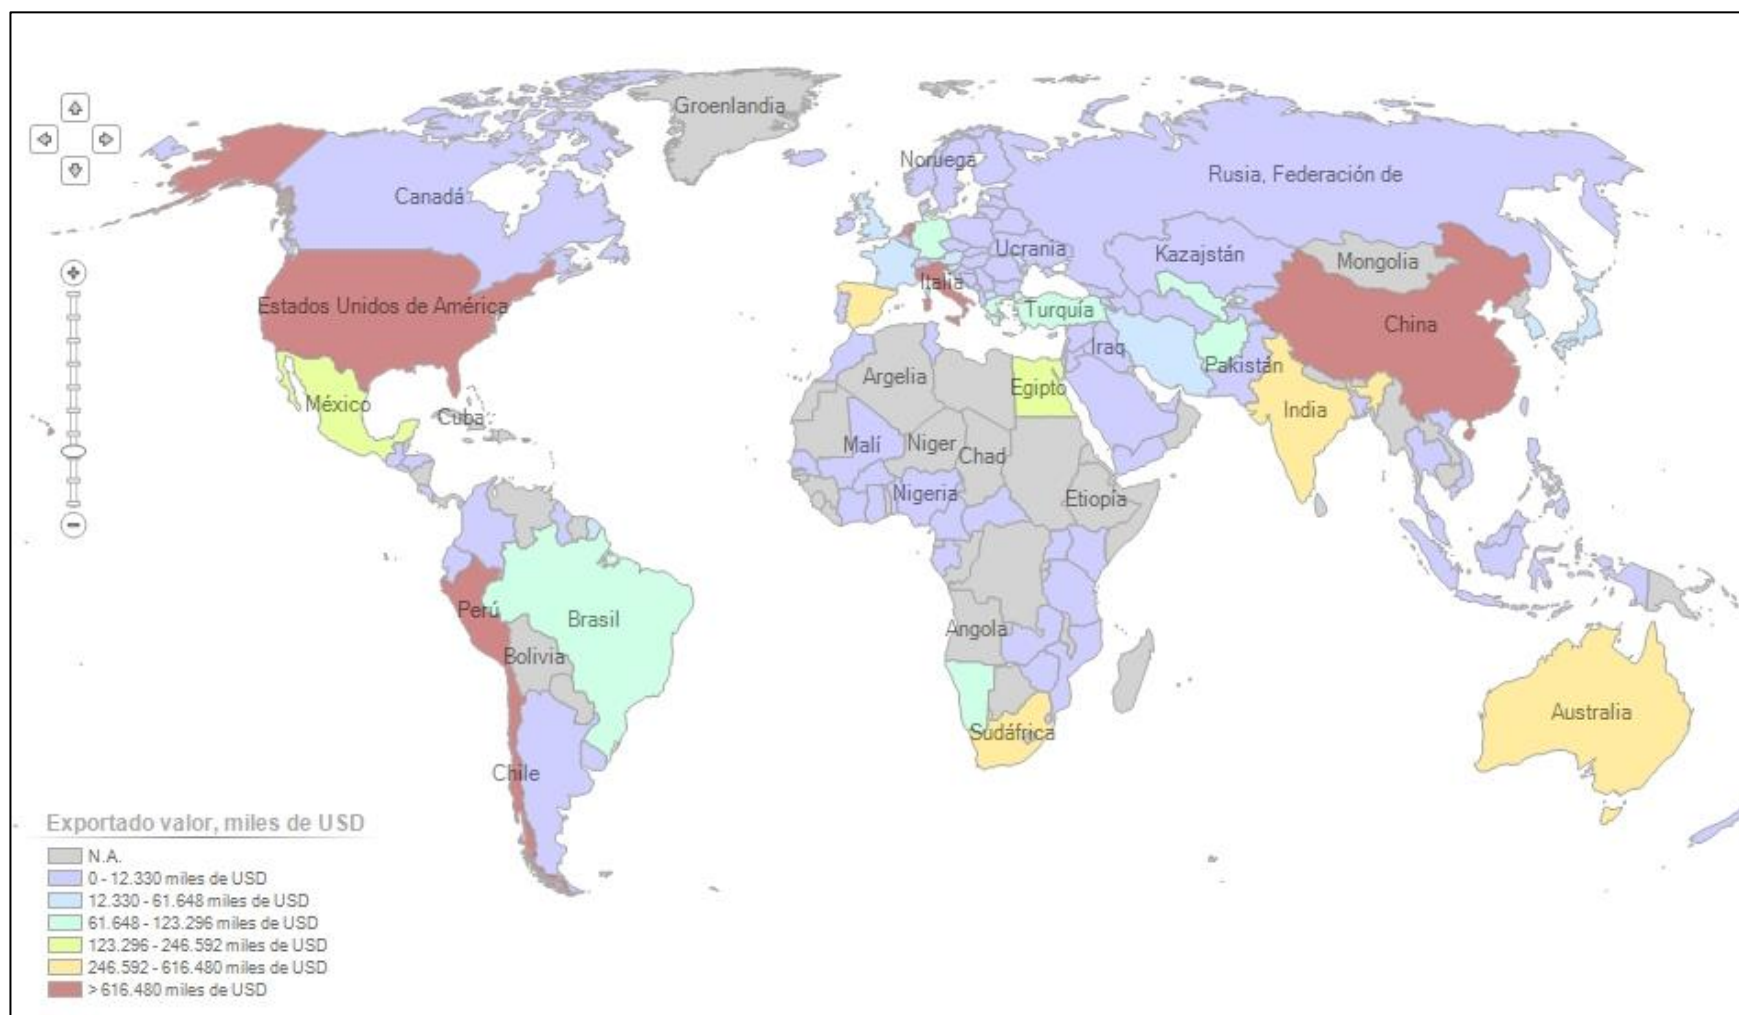 Groenlandia
Noruega
Rusia, Federación de
Canadá
Ucrania
Kazajstán
Mongolia
Italia
Estados Unidos de América
Turquía
China
Iraq
Pakistán
Argelia
Egipto
México
India
Cuba
Malí
Niger
Chad
Nigeria
Etiopía
Perú
Brasil
Angola
Bolivia
Australia
Sudáfrica
Chile
Exportado valor, miles de USD
N.A.
0 - 12.330 miles de USD
12.330 - 61.648 miles de USD
61.648 - 123.296 miles de USD
123.296 - 246.592 miles de USD
246.592 - 616.480 miles de USD
> 616.480 miles de USD